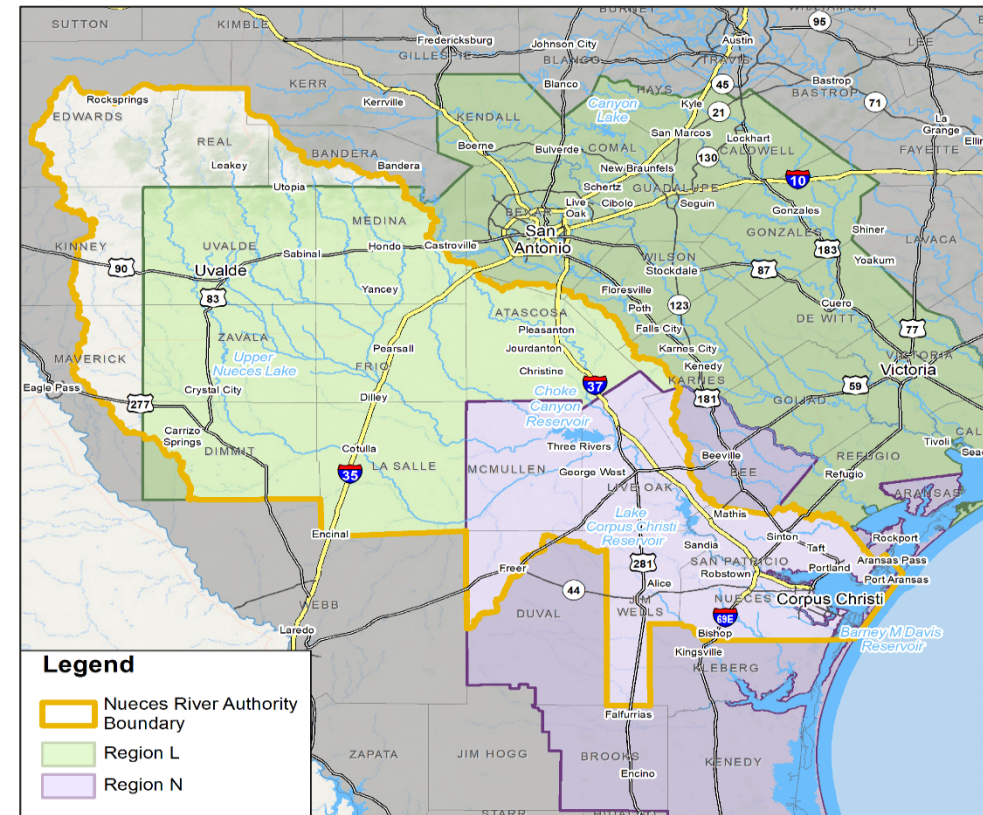 SUTTON
KIMBLE
BURNET
WILLIAMSON
95
LEE
Fredericksburg
GILLESPIE
Johnson City
BLANCO
Austin
TRAVIS
KERR
Kerrville
Blanco
HAYS
45
Bastrop
BASTROP
71
Rocksprings
EDWARDS
KENDALL
Canyon
Lake
Kyle
21
La
Grange
REAL
Boerne
Bulverde
COMAL
San Marcos
Lockhart
CALDWELL
FAYETTE
Ellin
BANDERA
Bandera
Leakey
New Braunfels
130
Utopia
Schertz
GUADALUPE
10
MEDINA
BEXAR
Live
Oak
Cibolo
Seguin
Gonzales
KINNEY
UVALDE
Sabinal
Hondo
Castroville
San
Antonio
GONZALES
Shiner
LAVACA
90
Uvalde
WILSON
Stockdale
87
183
Yoakum
83
Yancey
Floresville
123
Poth
Cuero
DE WITT
ATASCOSA
Pleasanton
Falls City
77
ZAVALA
Upper
Nueces Lake
Pearsall
FRIO
Jourdanton
Karnes City
VICTORIA
Victoria
MAVERICK
Eagle Pass
Crystal City
Dilley
Christine
Kenedy
KARNES
59
277
Choke
Canyon
Reservoir
37
181
GOLIAD
Carrizo
Springs
DIMMIT
Cotulla
35
LA SALLE
MCMULLEN
Three Rivers
George West
LIVE OAK
Beeville
BEE
Tivoli
CAL
Sead
REFUGIO
Refugio
ARANSAS
Encinal
Lake
Corpus Christi
Reservoir
Mathis
Sinton
Rockport
Sandia
Taft
Aransas Pass
SAN PATRICIO
Portland
Port Aransas
Freer
281
Robstown
44
Alice
NUECES
Corpus Christi
WEBB
DUVAL
JIM
WELLS
69E
Laredo
Bishop
Barney M Davis
Reservoir
Kingsville
KLEBERG
Falfurrias
ZAPATA
JIM HOGG
BROOKS
KENEDY
Encino
STARR
HIDALGO
Legend
Nueces River Authority
Boundary
Region L
Region N